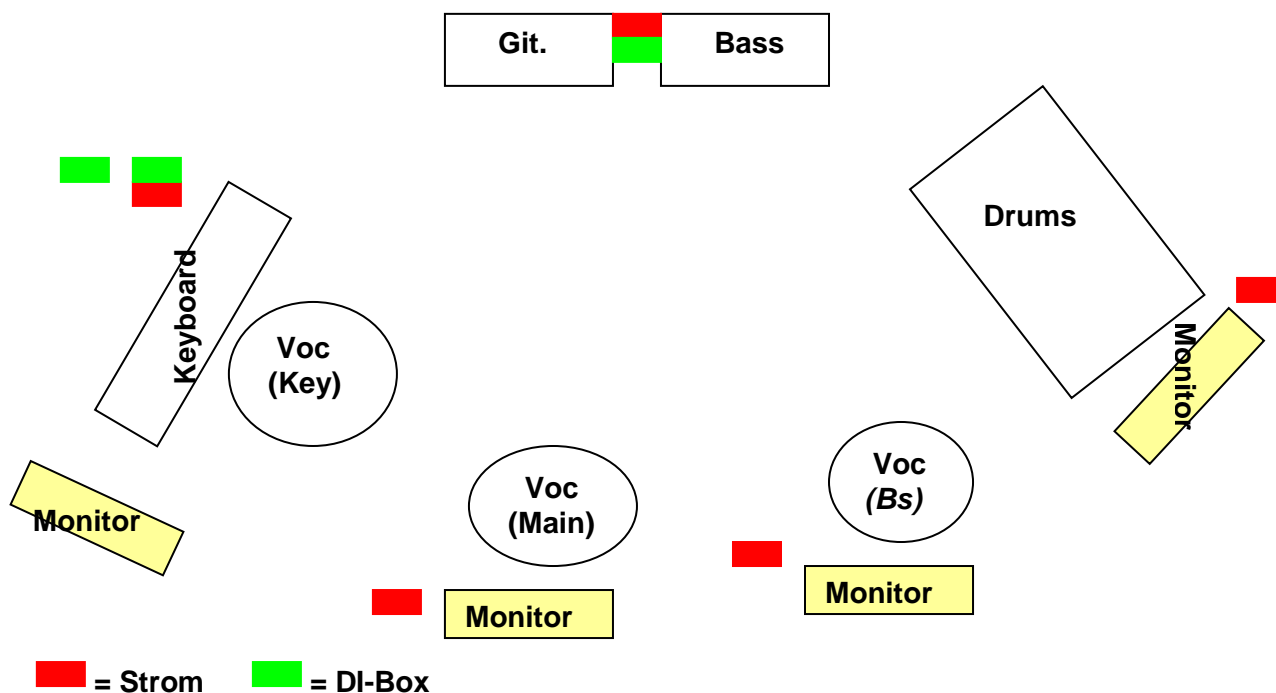 Git.
Bass
Drums
Keyboard
Voc
(Key)
Monitor
Voc
(Main)
Voc
(Bs)
Monitor
Monitor
Monitor
= Strom
= DI-Box